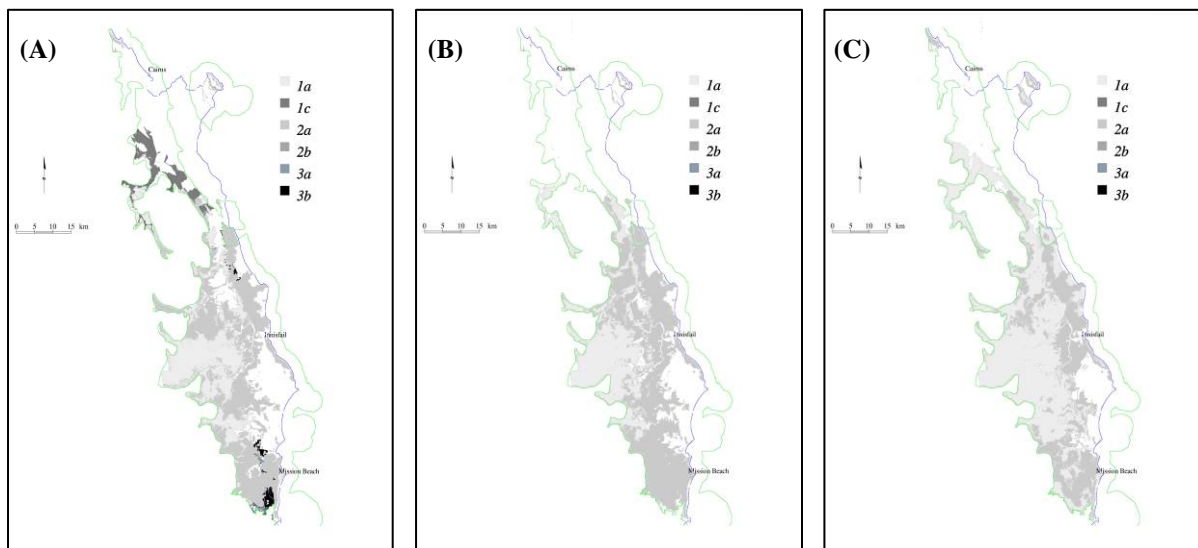 (A)
Cairns
1a
1c
2a
2b
3a
3b
0 5 10 15 km
Innisfail
Mission Beach
(B)
Cairns
1a
1c
2a
2b
3a
3b
0 5 10 15 km
Innisfail
Mission Beach
(C)
Cairns
1a
1c
2a
2b
3a
3b
0 5 10 15 km
Innisfail
Mission Beach